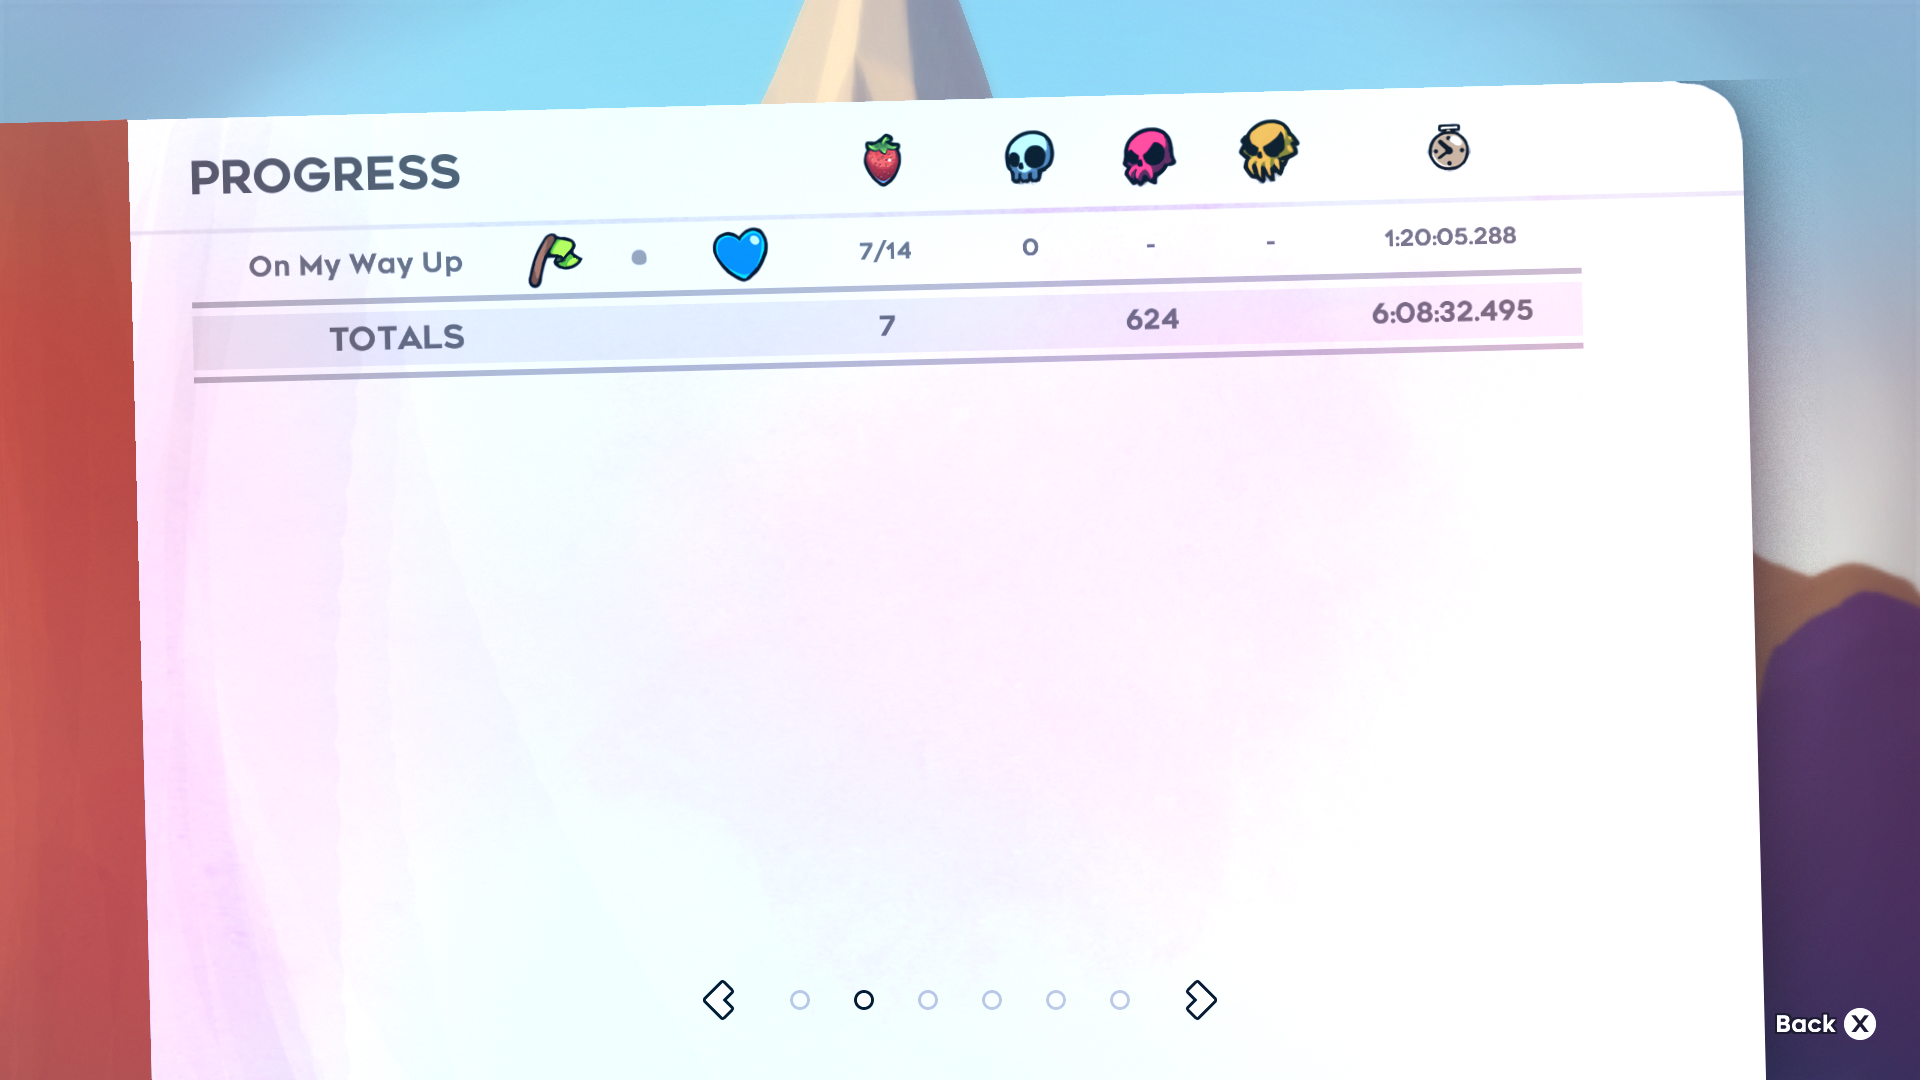 PROGRESS
On My Way Up 7/14 0 - - 1:20:05.288
TOTALS 7 624 6:08:32.495
Back X